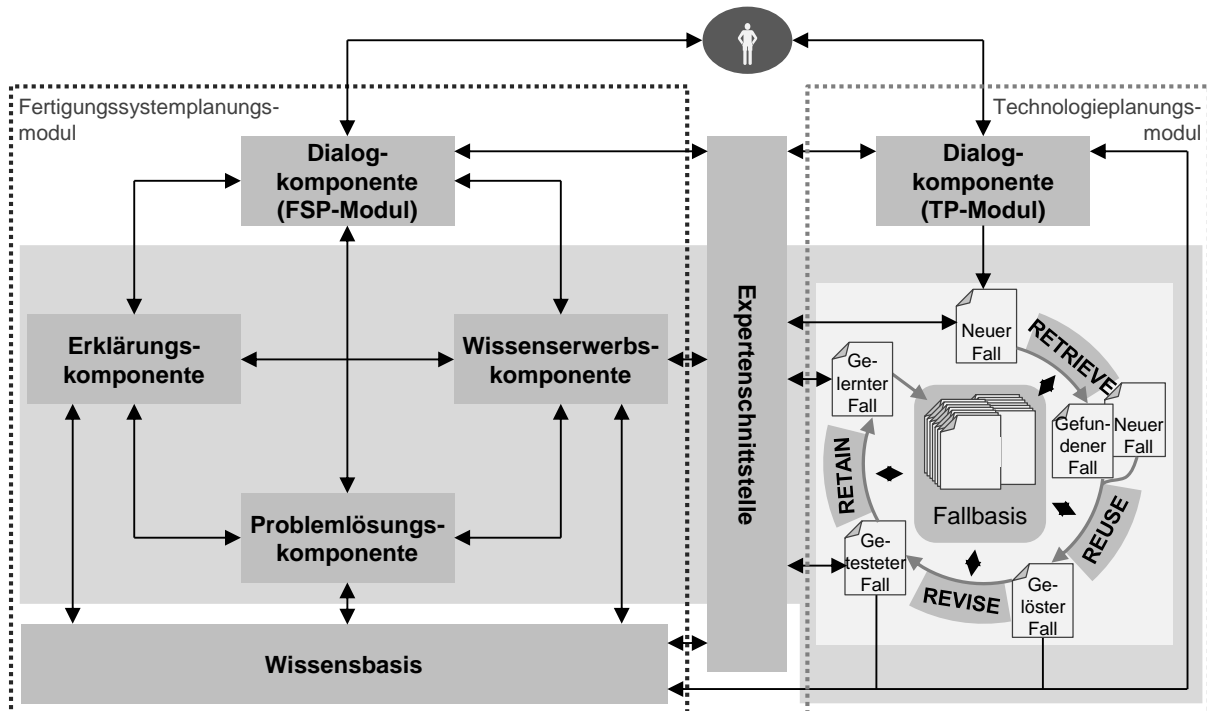 Fertigungssystemplanungs-
modul
Technologieplanungs-
modul
Dialog-
komponente
(FSP-Modul)
Dialog-
komponente
(TP-Modul)
Erklärungs-
komponente
Wissenserwerbs-
komponente
Problemlösungs-
komponente
Wissensbasis
Expertenschnittstelle
Neuer
Fall
RETRIEVE
Gefun-
dener
Fall
Neuer
Fall
REUSE
Ge-
löster
Fall
REVISE
Ge-
testeter
Fall
RETAIN
Ge-
lernter
Fall
Fallbasis